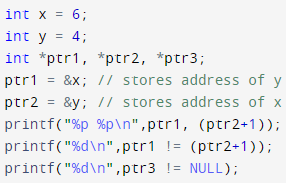 int x = 6;
int y = 4;
int *ptr1, *ptr2, *ptr3;
ptr1 = &x; // stores address of y
ptr2 = &y; // stores address of x
printf("%p %p\n",ptr1, (ptr2+1));
printf("%d\n",ptr1 != (ptr2+1));
printf("%d\n",ptr3 != NULL);